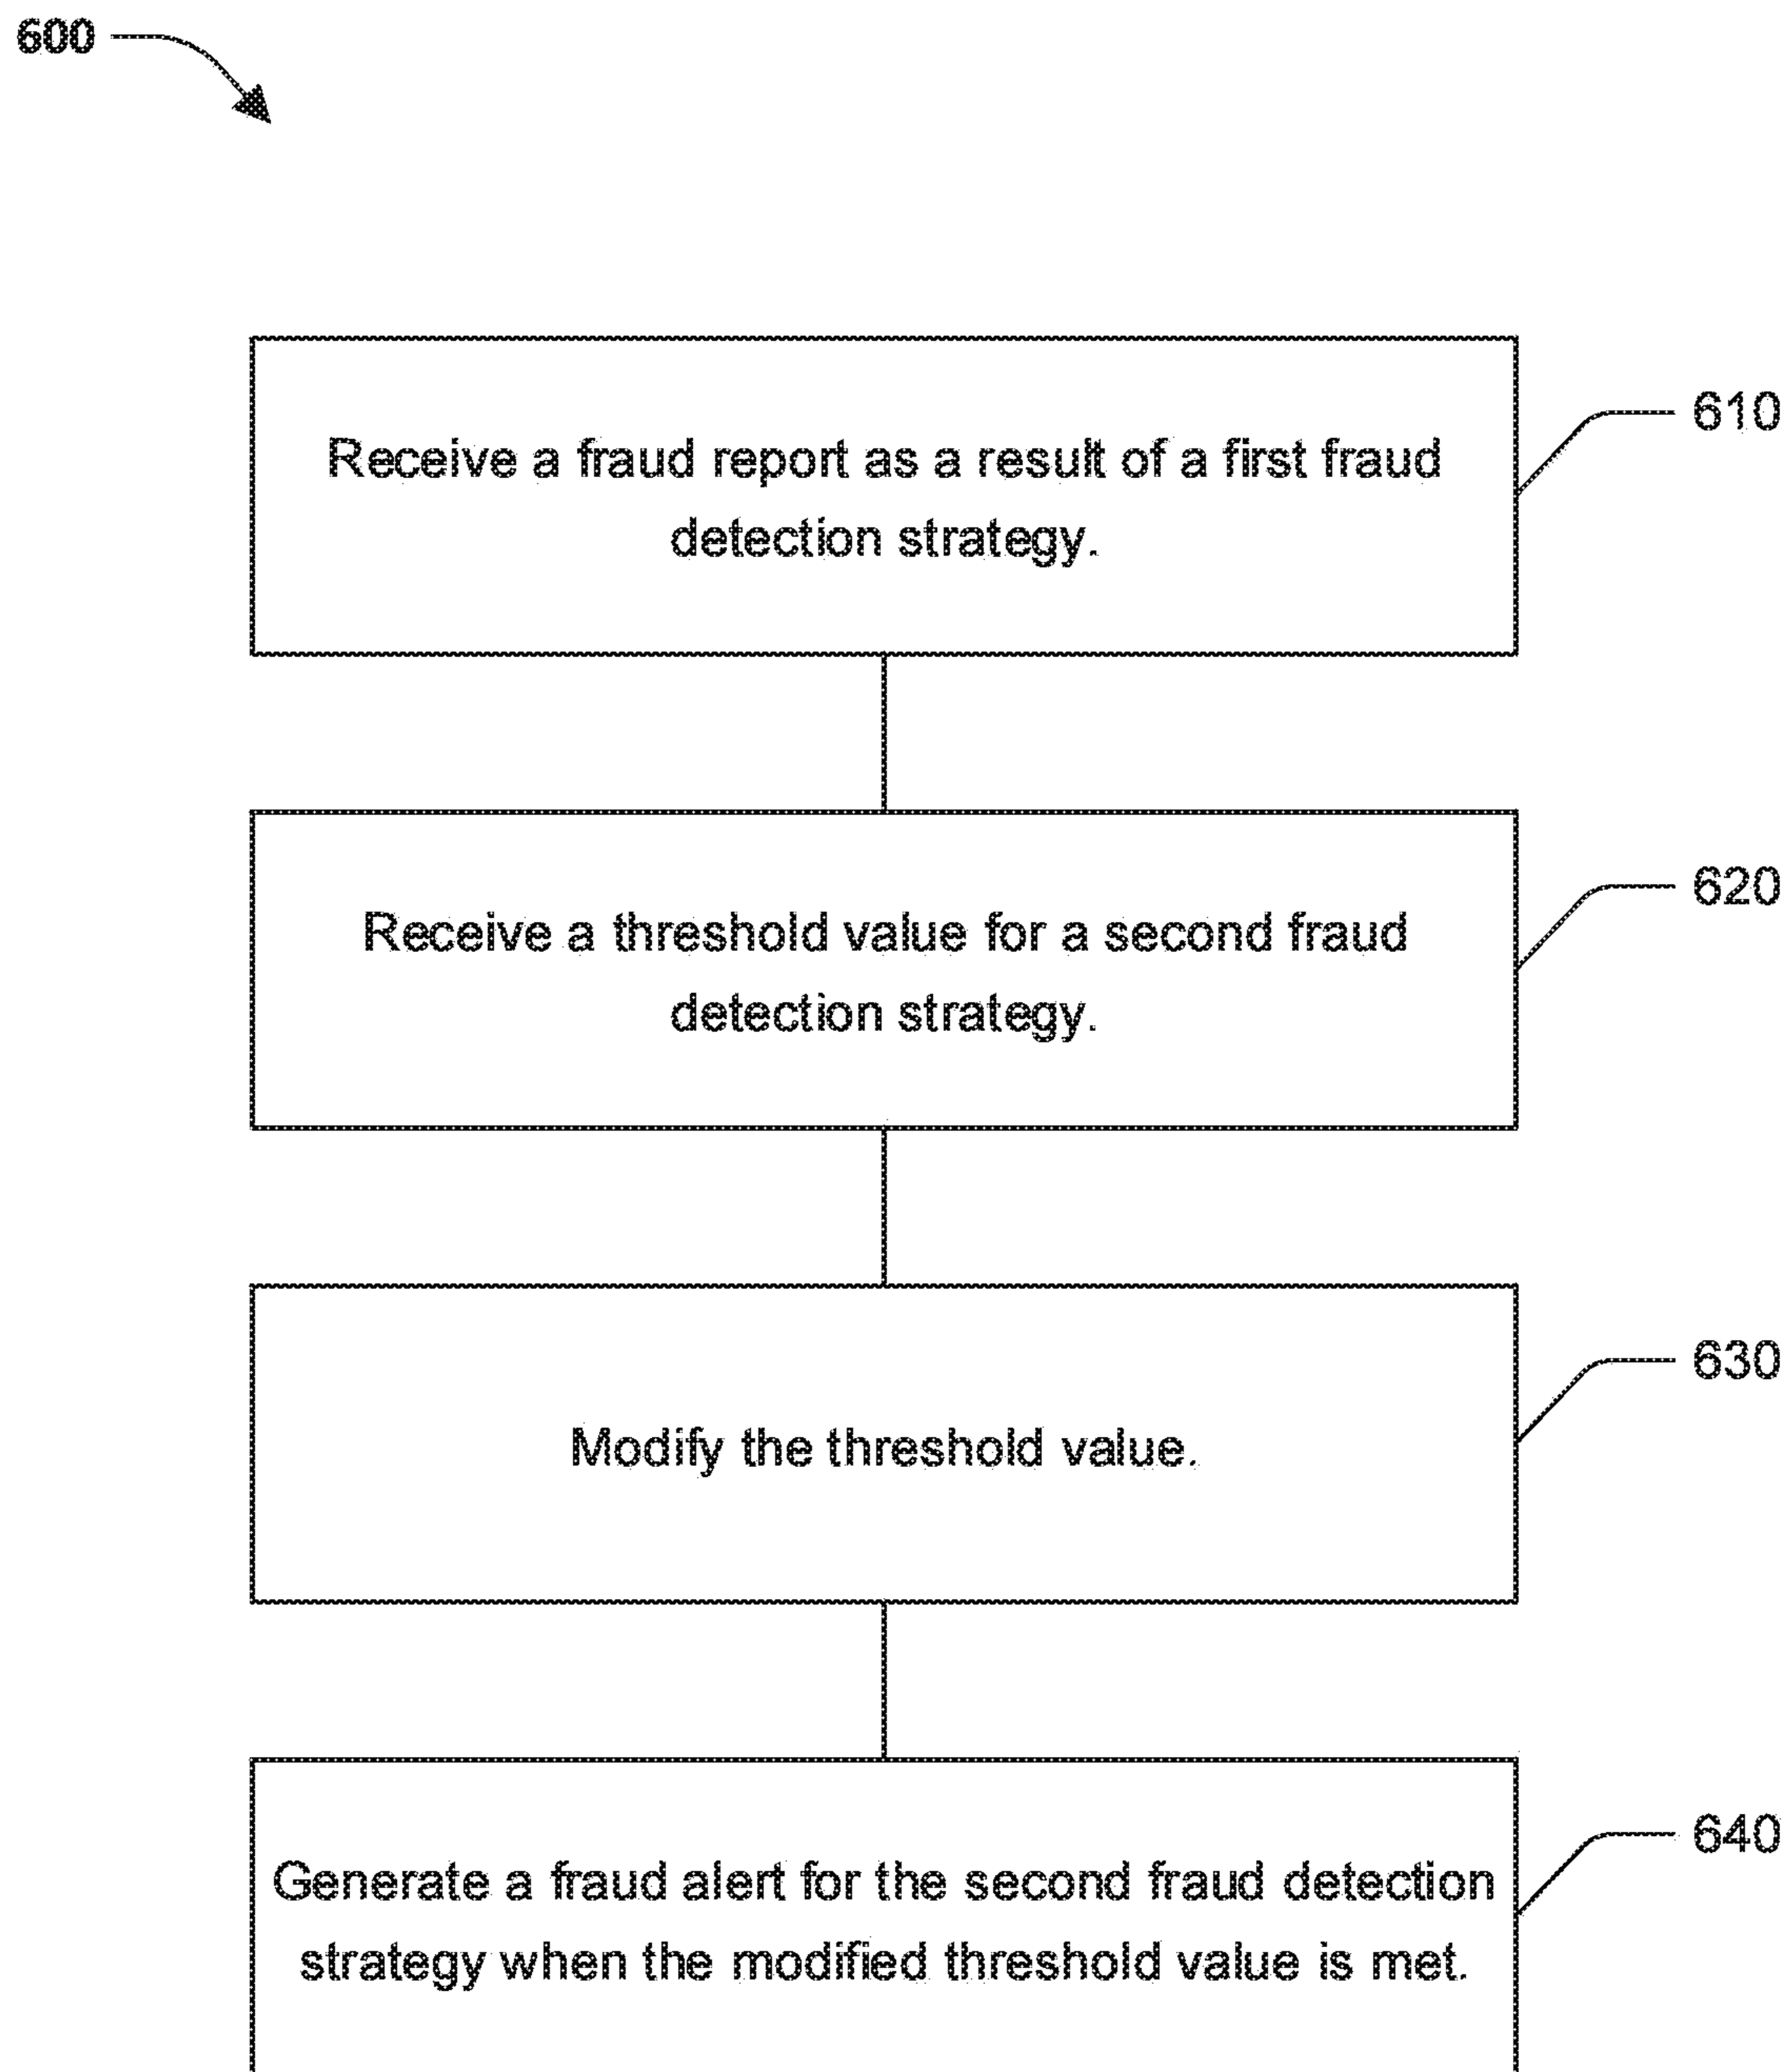 600
Receive a fraud report as a result of a first fraud
detection strategy.
610
Receive a threshold value for a second fraud
detection strategy.
620
Modify the threshold value.
630
Generate a fraud alert for the second fraud detection
strategy when the modified threshold value is met.
640